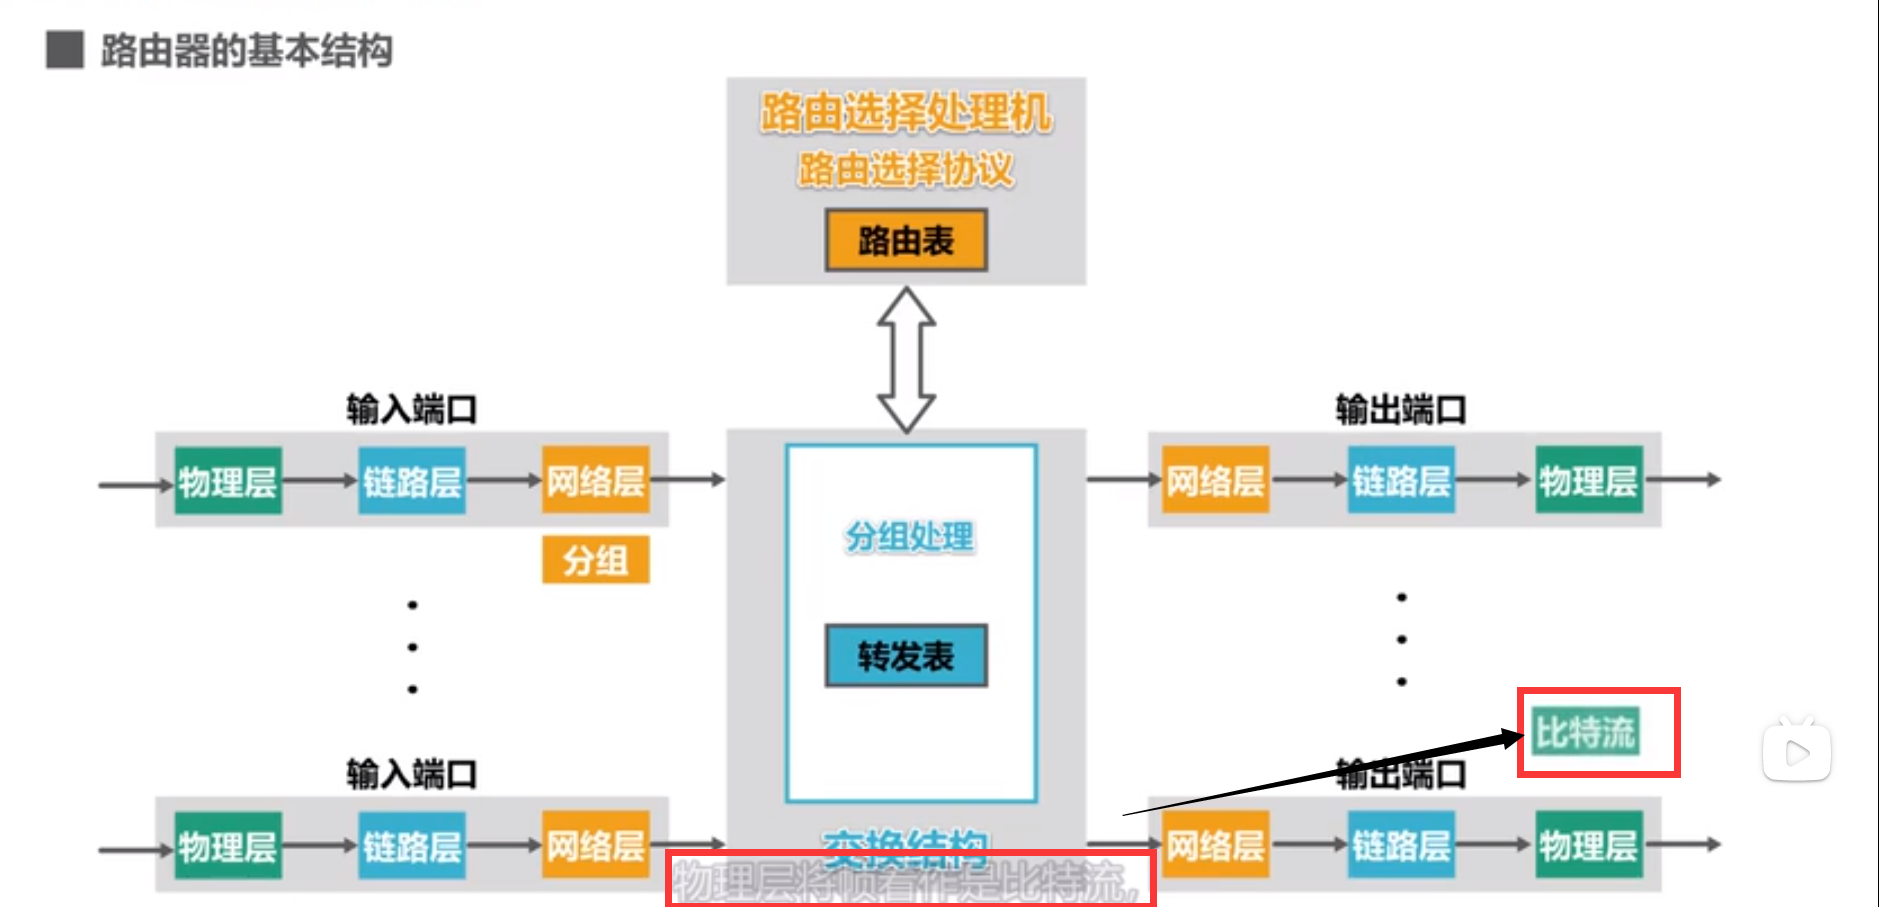 路由器的基本结构
路由选择处理机
路由选择协议
路由表
输入端口
物理层
链路层
网络层
分组
分组处理
转发表
交换结构
输出端口
网络层
链路层
物理层
比特流
输入端口
物理层
链路层
网络层
输出端口
网络层
链路层
物理层
物理层将帧看作是比特流,